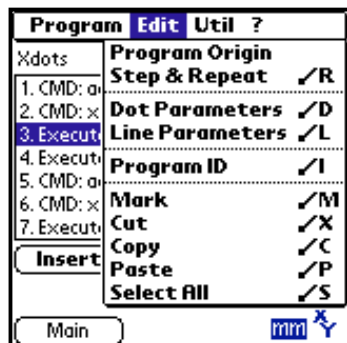 Program Edit Util ?
Xdots
Program Origin
Step & Repeat /R
1. CMD:
2. CMD: x
Dot Parameters /D
3. Execut
Line Parameters /L
4. Execut
Program ID /I
5. CMD:
6. CMD: x
Mark /M
7. Execut
Cut /X
Copy /C
Insert
Paste /P
Select All /S
Main
mm XY